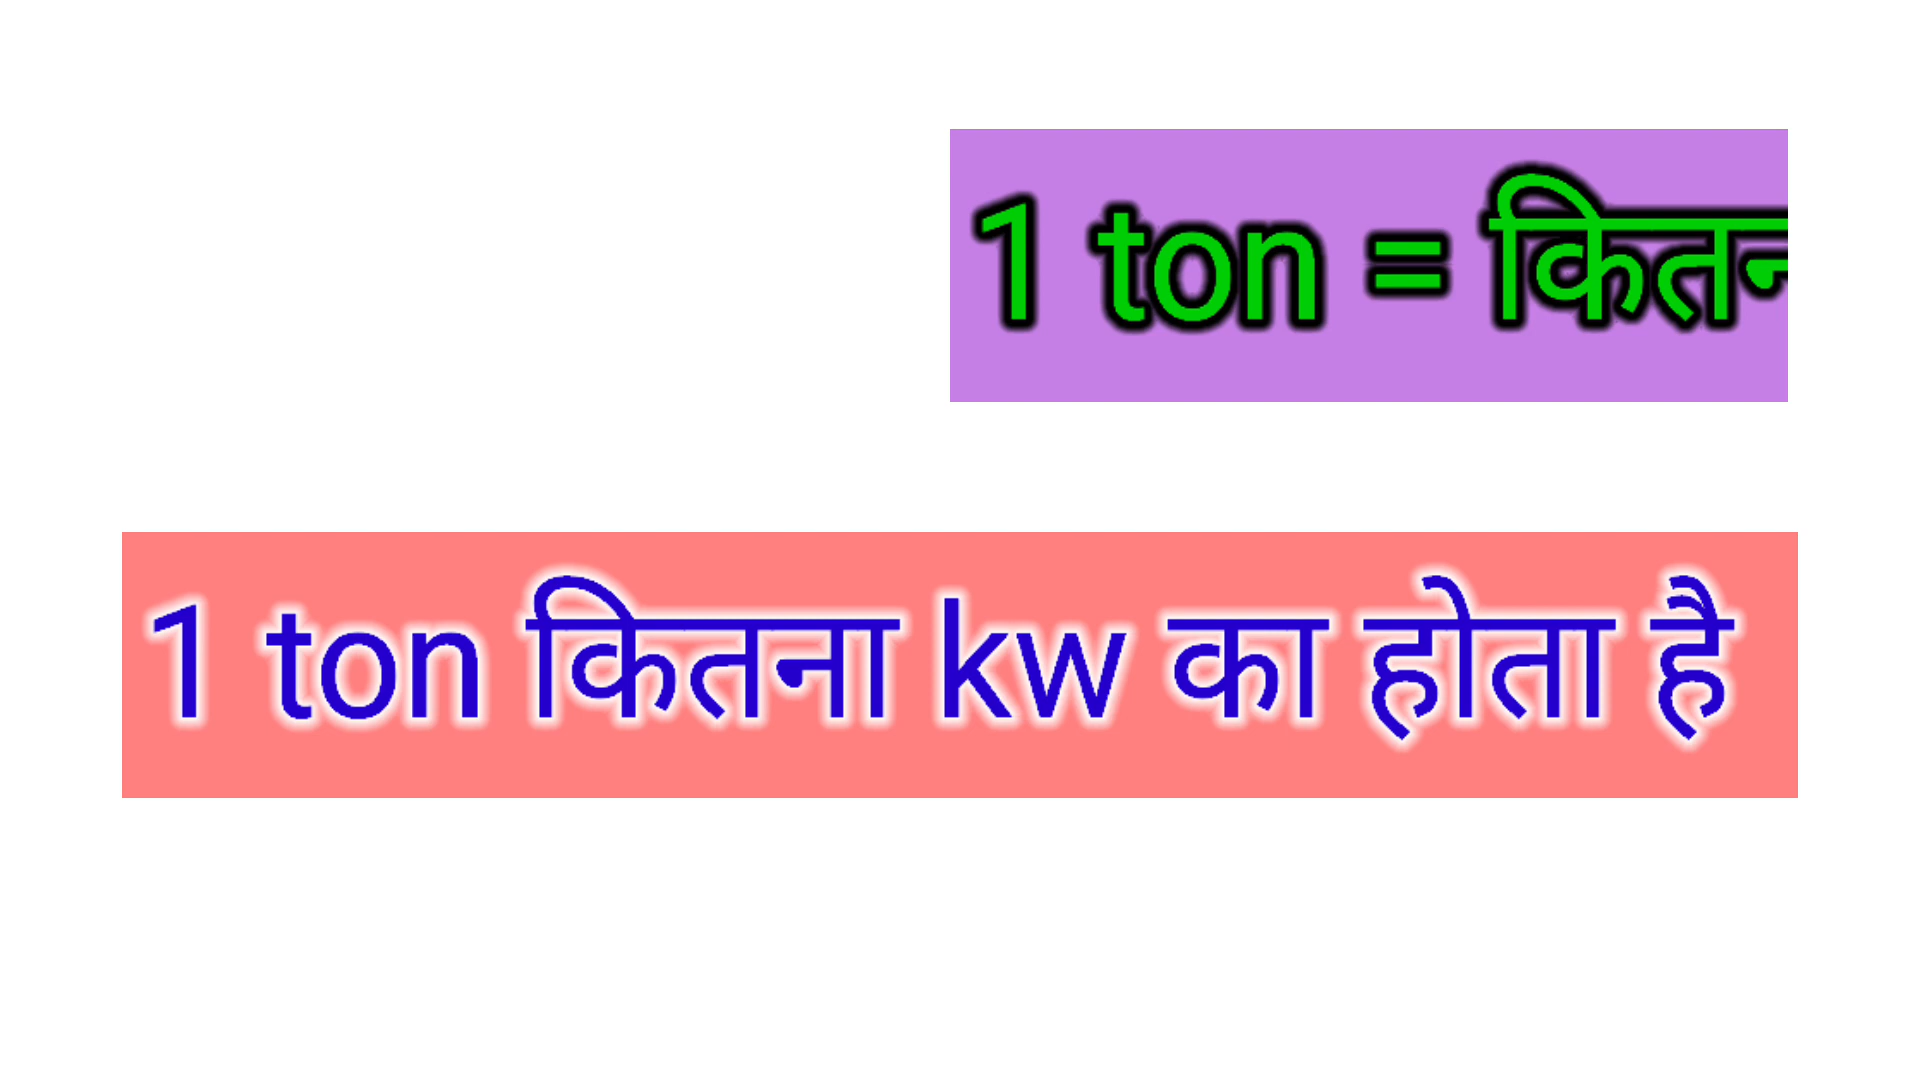 1 ton =
1 ton कितना kw का होता है